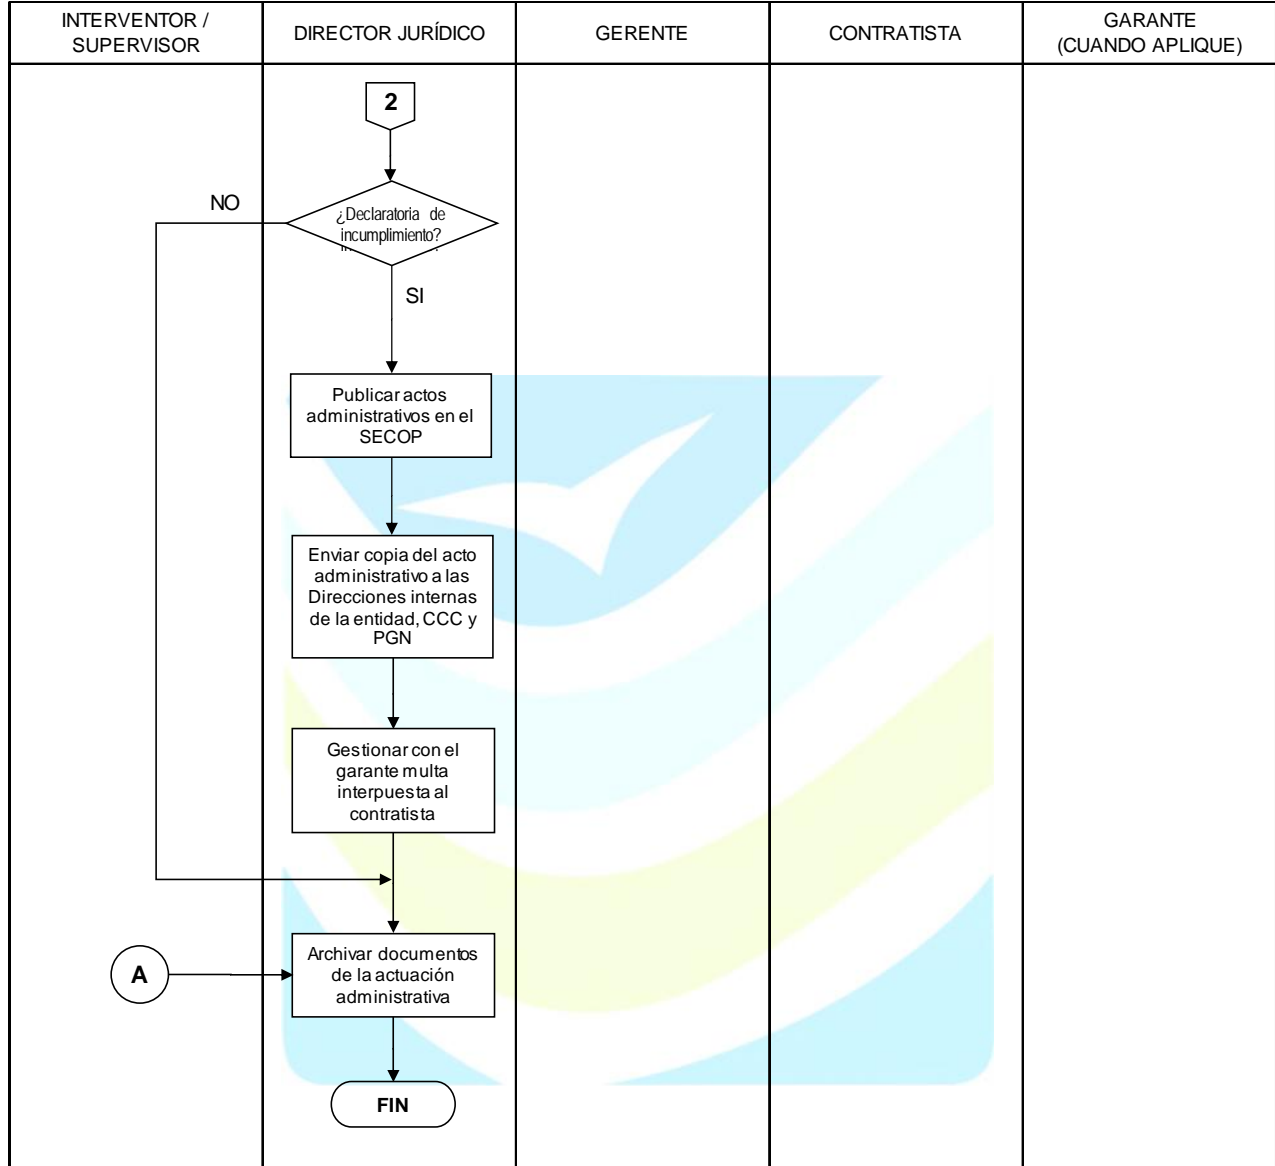 INTERVENTOR /
SUPERVISOR
DIRECTOR JURÍDICO
GERENTE
CONTRATISTA
GARANTE
(CUANDO APLIQUE)
2
NO
¿Declaratoria de
incumplimiento?
SI
Publicar actos
administrativos en el
SECOP
Enviar copia del acto
administrativo a las
Direcciones internas
de la entidad, CCC y
PGN
Gestionar con el
garante multa
interpuesta al
contratista
A
Archivar documentos
de la actuación
administrativa
FIN